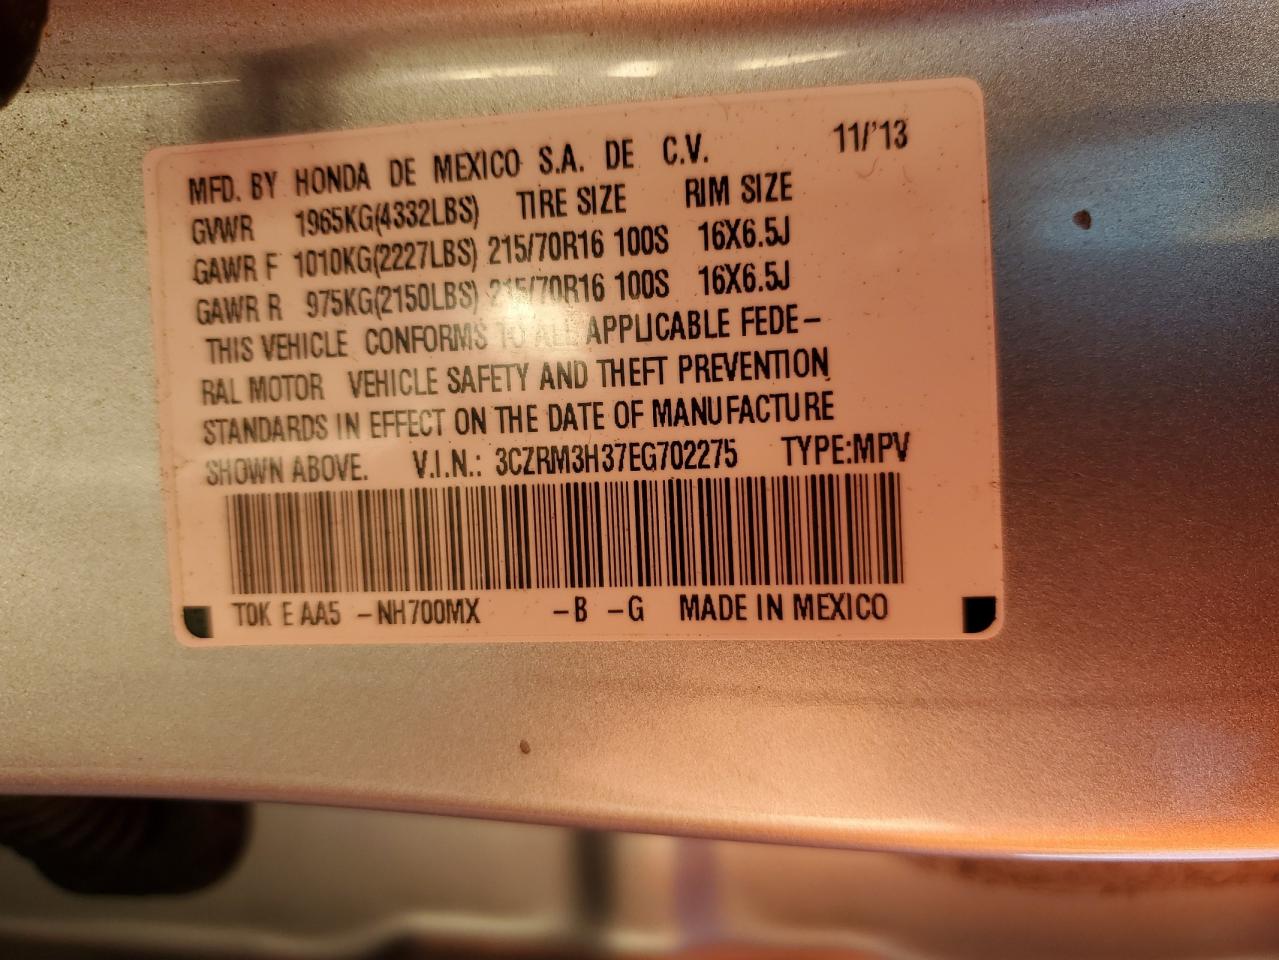 MFD. BY HONDA DE MEXICO S.A. DE C.V. 11/'13
GVWR 1965KG(4332LBS) TIRE SIZE RIM SIZE
GAWR F 1010KG(2227LBS) 215/70R16 100S 16X6.5J
GAWR R 975KG(2150LBS) 215/70R16 100S 16X6.5J
THIS VEHICLE CONFORMS TO ALL APPLICABLE FEDE-
RAL MOTOR VEHICLE SAFETY AND THEFT PREVENTION
STANDARDS IN EFFECT ON THE DATE OF MANUFACTURE
SHOWN ABOVE. V.I.N.: 3CZRM3H37EG702275 TYPE:MPV
TDK E AA5 -NH700MX -B -G MADE IN MEXICO